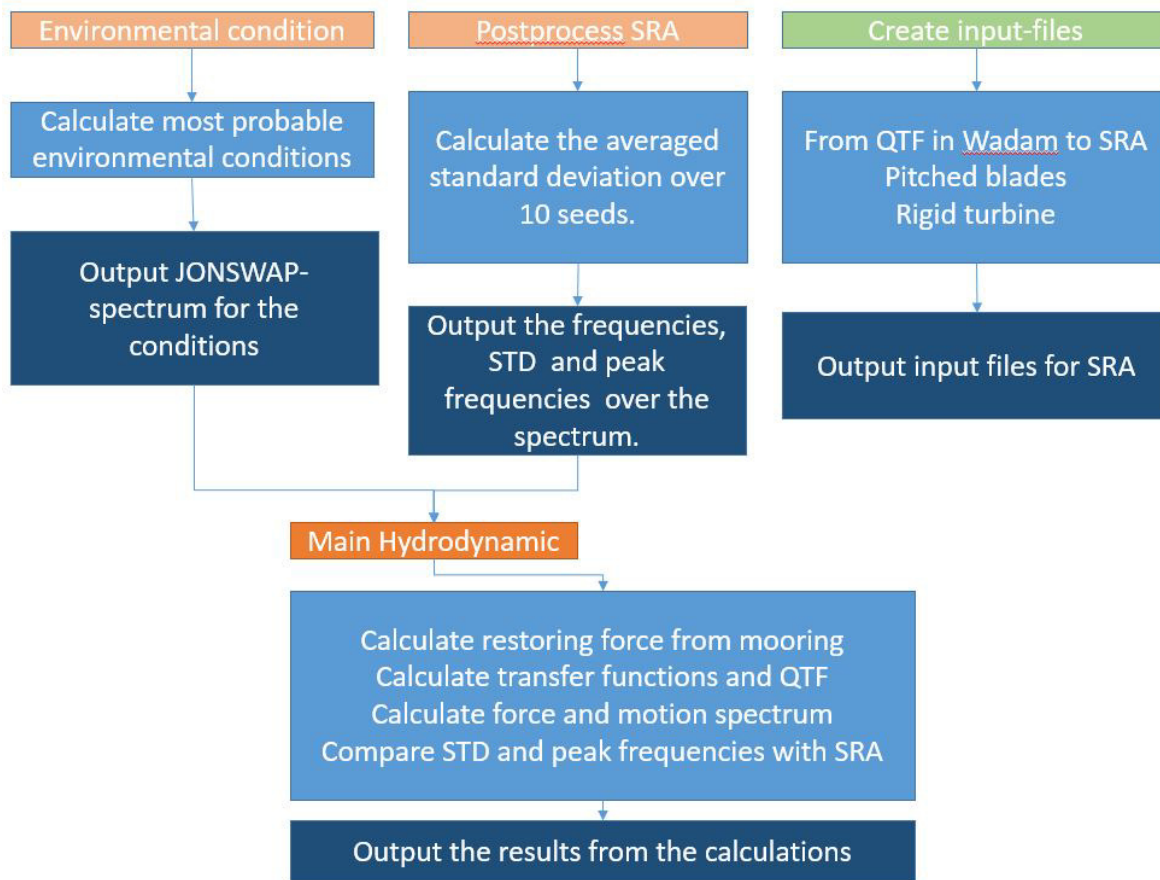 Environmental condition
Calculate most probable
environmental conditions
Output JONSWAP-
spectrum for the
conditions
Postprocess SRA
Calculate the averaged
standard deviation over
10 seeds.
Output the frequencies,
STD and peak
frequencies over the
spectrum.
Create input-files
From QTF in Wadam to SRA
Pitched blades
Rigid turbine
Output input files for SRA
Main Hydrodynamic
Calculate restoring force from mooring
Calculate transfer functions and QTF
Calculate force and motion spectrum
Compare STD and peak frequencies with SRA
Output the results from the calculations